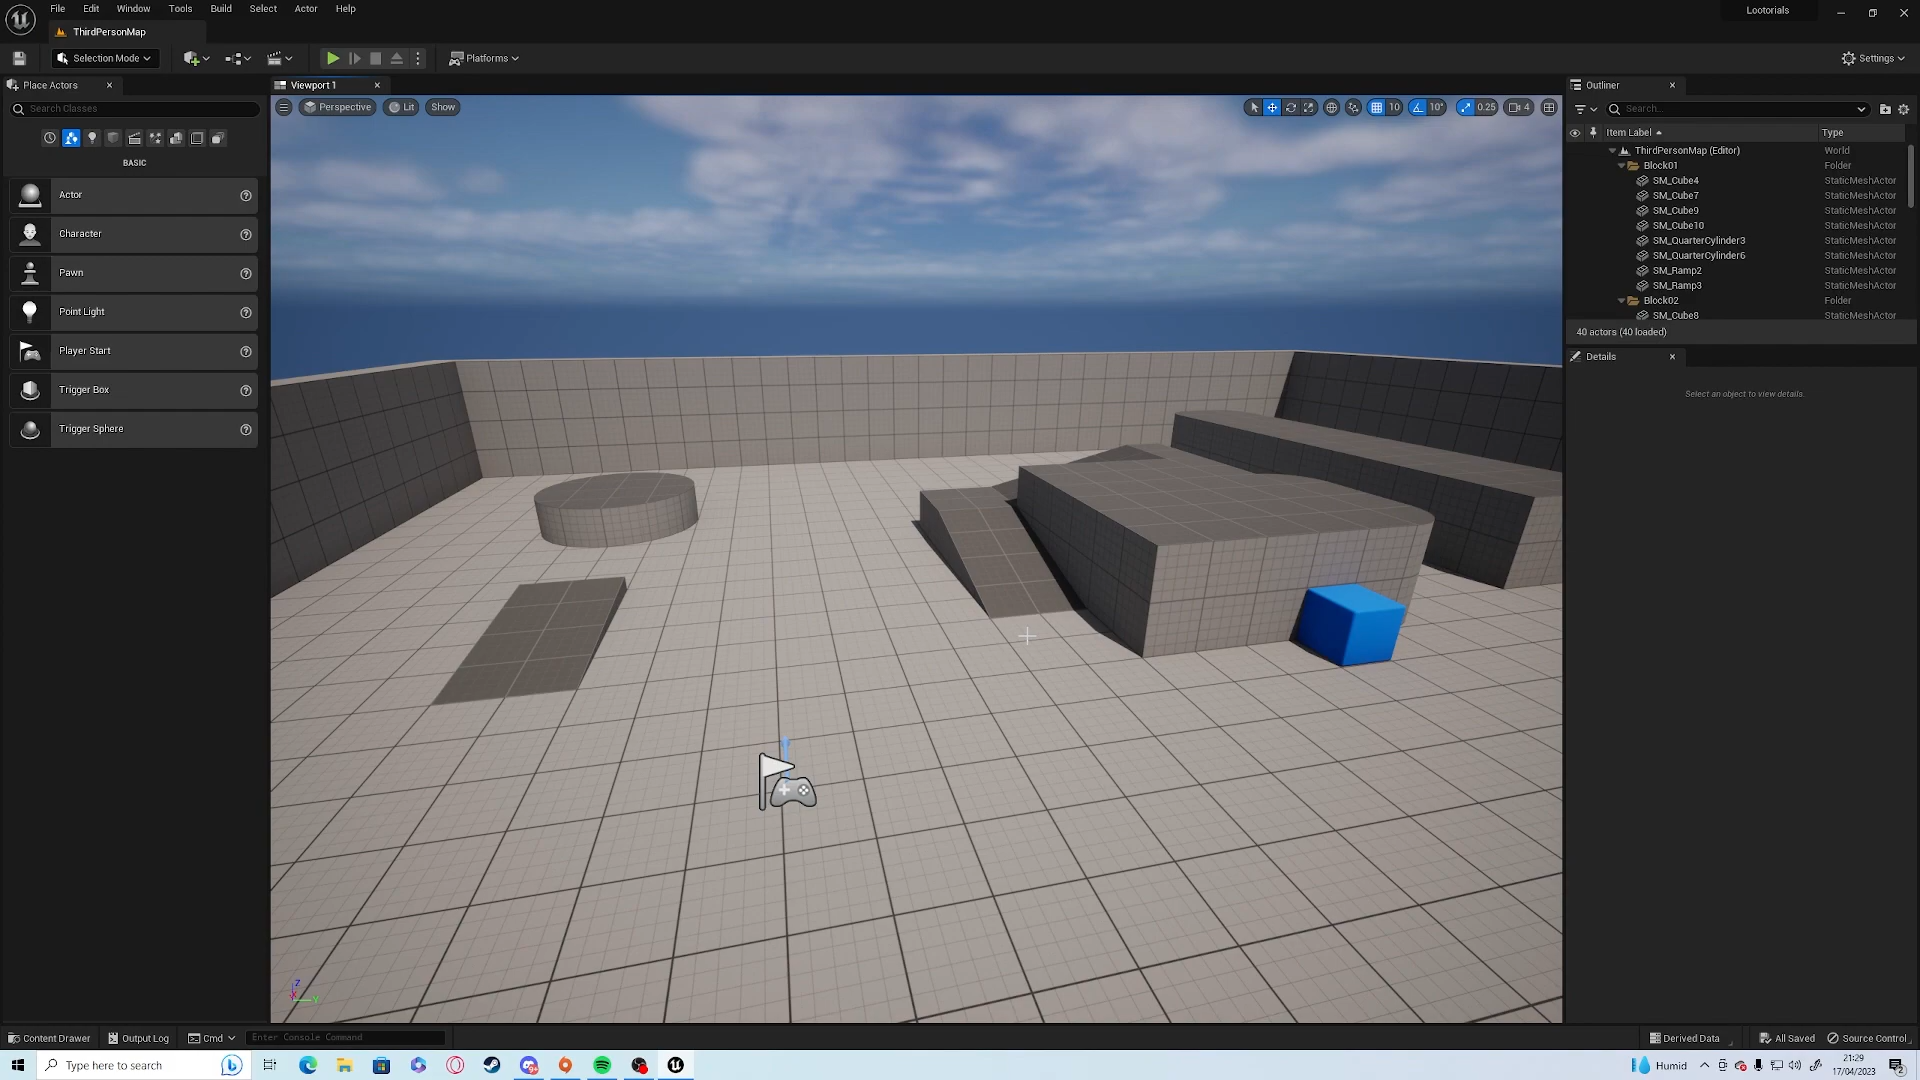 File Edit Window Tools Build Select Actor Help
Lootorials
ThirdPersonMap
Selection Mode
Platforms
Settings
Place Actors
Viewport 1
Outliner
Search Classes
Perspective Lit Show
10 10° 0.25 4
Search...
Item Label Type
BASIC
ThirdPersonMap (Editor) World
Block01 Folder
SM_Cube4 StaticMeshActor
SM_Cube7 StaticMeshActor
SM_Cube9 StaticMeshActor
SM_Cube10 StaticMeshActor
SM_QuarterCylinder3 StaticMeshActor
SM_QuarterCylinder6 StaticMeshActor
SM_Ramp2 StaticMeshActor
SM_Ramp3 StaticMeshActor
Block02 Folder
SM_Cube8 StaticMeshActor
40 actors (40 loaded)
Actor
Character
Pawn
Point Light
Player Start
Trigger Box
Trigger Sphere
Details
Select an object to view details.
Z
Y
Content Drawer Output Log Cmd Enter Console Command
Derived Data All Saved Source Control
Type here to search
Humid
21:29
17/04/2023
2